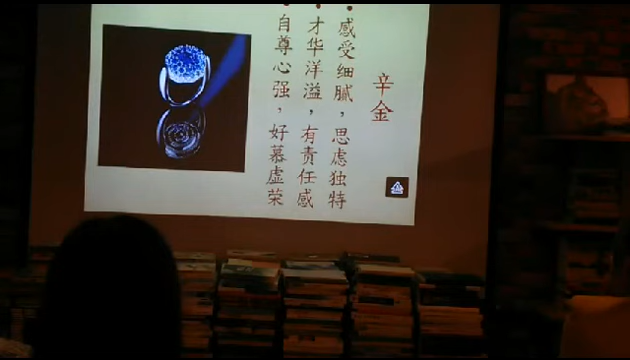 辛金
感受细腻，思虑独特
才华洋溢，有责任感
自尊心强，好慕虚荣